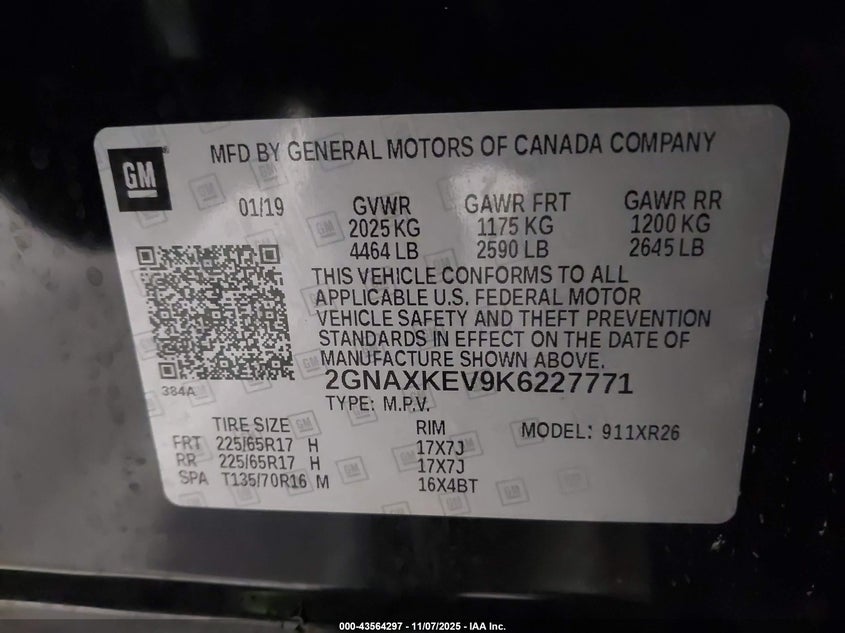 GM
MFD BY GENERAL MOTORS OF CANADA COMPANY
01/19 GVWR GAWR FRT GAWR RR
2025 KG 1175 KG 1200 KG
4464 LB 2590 LB 2645 LB
THIS VEHICLE CONFORMS TO ALL
APPLICABLE U.S. FEDERAL MOTOR
VEHICLE SAFETY AND THEFT PREVENTION
STANDARDS IN EFFECT ON THE DATE OF
MANUFACTURE SHOWN ABOVE.
384A
2GNAXKEV9K6227771
TYPE: M.P.V.
TIRE SIZE RIM MODEL: 911XR26
FRT 225/65R17 H 17X7J
RR 225/65R17 H 17X7J
SPA T135/70R16 M 16X4BT
000-43564297 - 11/07/2025 - IAA Inc.